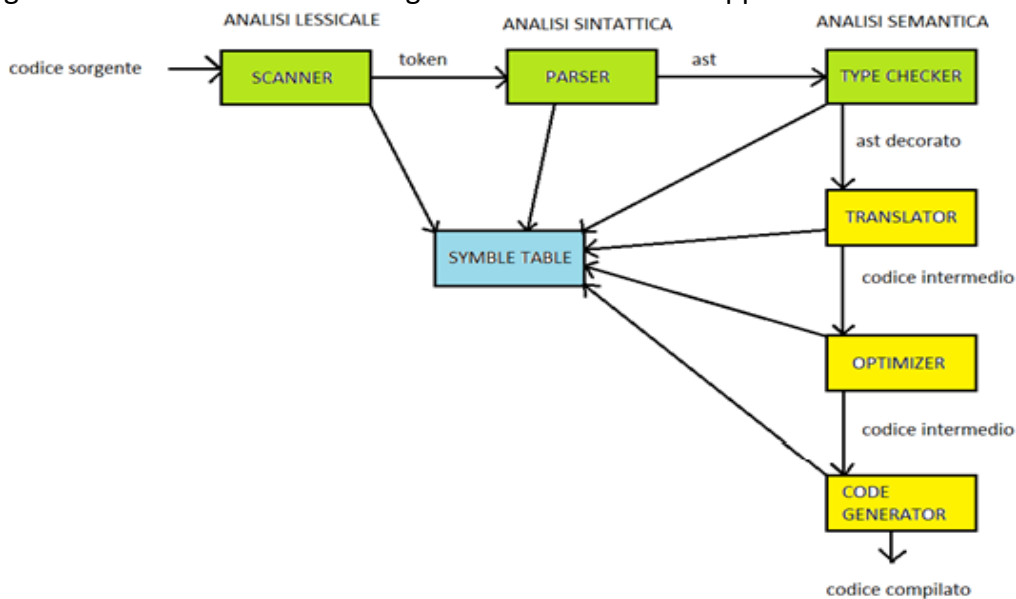 ANALISI LESSICALE
ANALISI SINTATTICA
ANALISI SEMANTICA
codice sorgente
SCANNER
token
PARSER
ast
TYPE CHECKER
ast decorato
TRANSLATOR
SYMBLE TABLE
codice intermedio
OPTIMIZER
codice intermedio
CODE
GENERATOR
codice compilato